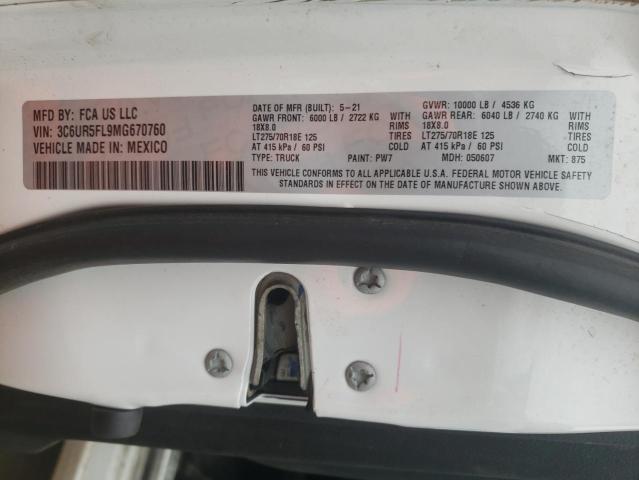 MFD BY: FCA US LLC
VIN: 3C6UR5FL9MG670760
VEHICLE MADE IN: MEXICO
DATE OF MFR (BUILT): 5-21 GVWR: 10000 LB / 4536 KG
GAWR FRONT: 6000 LB / 2722 KG GAWR REAR: 6040 LB / 2740 KG
18X8.0 RIMS 18X8.0 RIMS
LT275/70R18E 125 TIRES LT275/70R18E 125 TIRES
AT 415 kPa / 60 PSI COLD AT 415 kPa / 60 PSI COLD
TYPE: TRUCK PAINT: PW7 MDH: 050607 MKT: 875
THIS VEHICLE CONFORMS TO ALL APPLICABLE U.S.A. FEDERAL MOTOR VEHICLE SAFETY
STANDARDS IN EFFECT ON THE DATE OF MANUFACTURE SHOWN ABOVE.